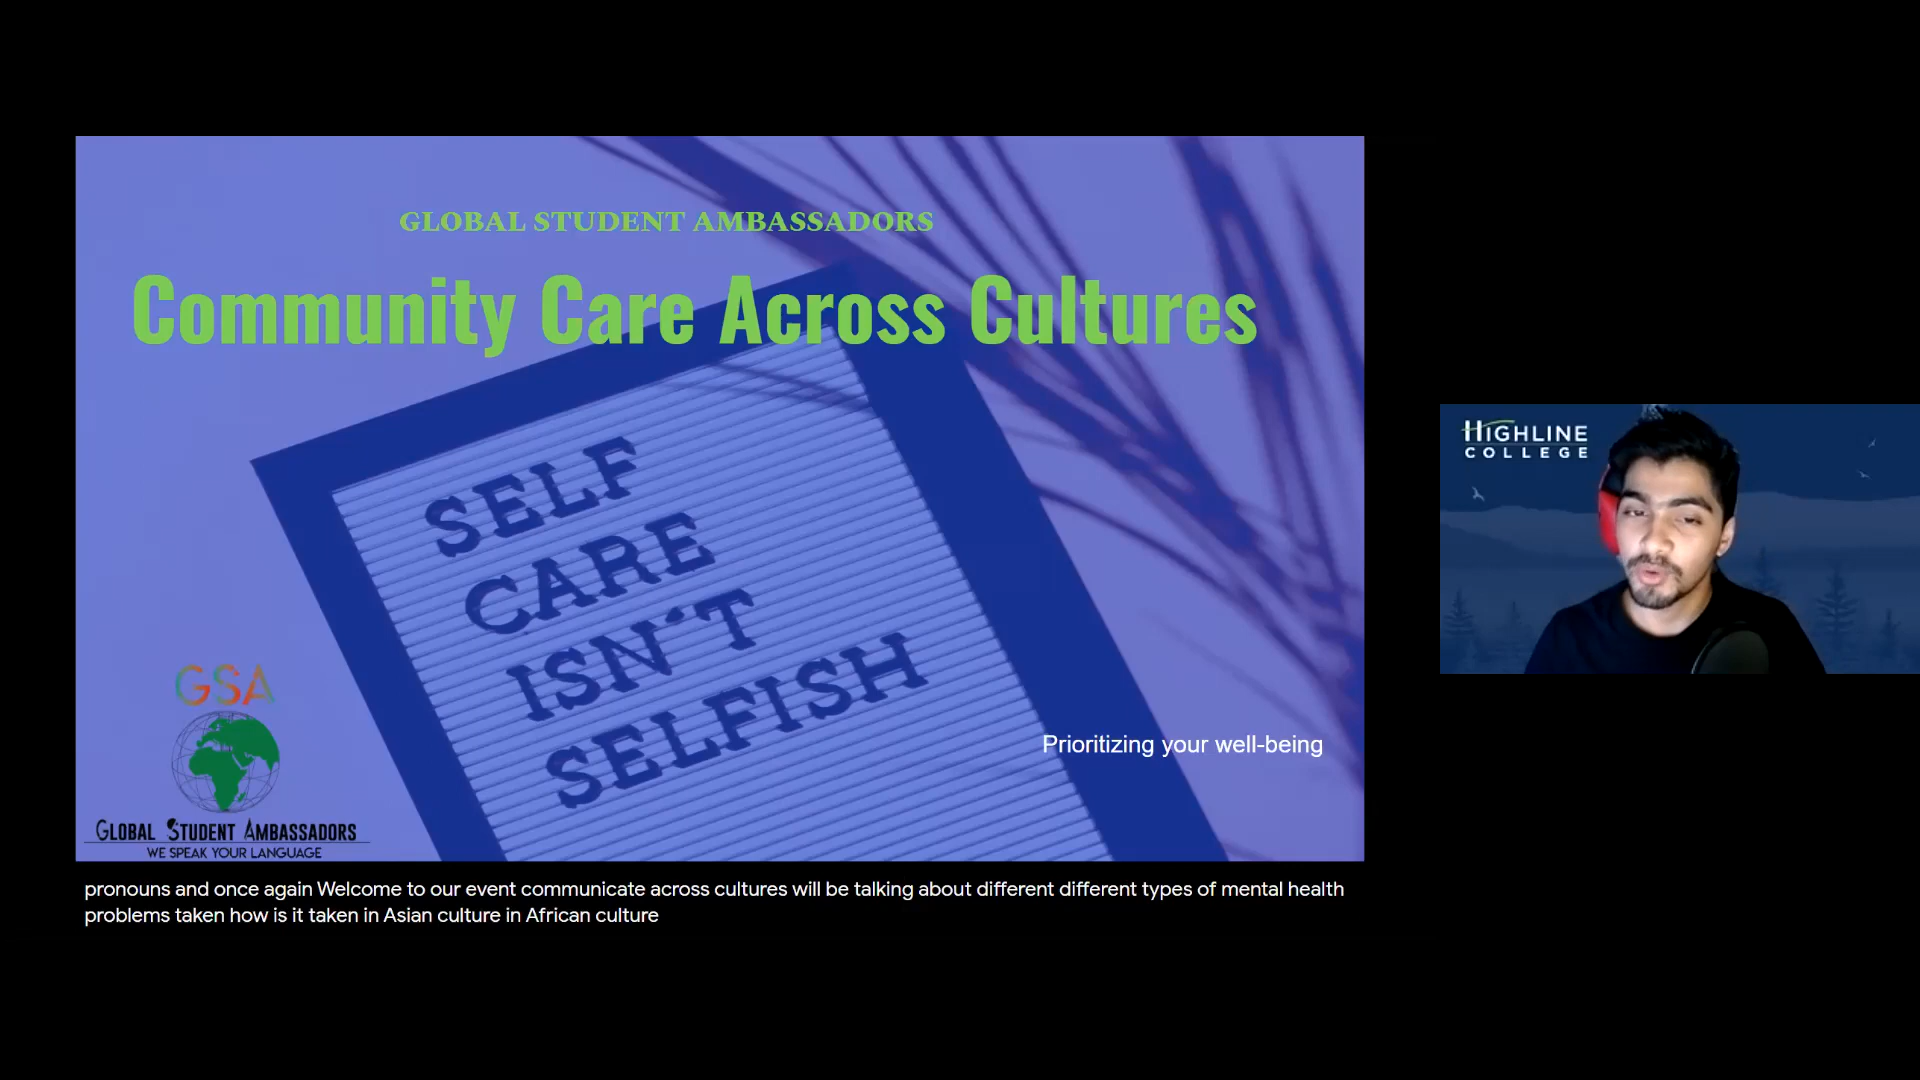 GLOBAL STUDENT AMBASSADORS
Community Care Across Cultures
SELF
CARE
ISN'T
SELFISH
Prioritizing your well-being
GSA
GLOBAL STUDENT AMBASSADORS
WE SPEAK YOUR LANGUAGE
HIGHLINE
COLLEGE
pronouns and once again Welcome to our event communicate across cultures will be talking about different different types of mental health
problems taken how is it taken in Asian culture in African culture